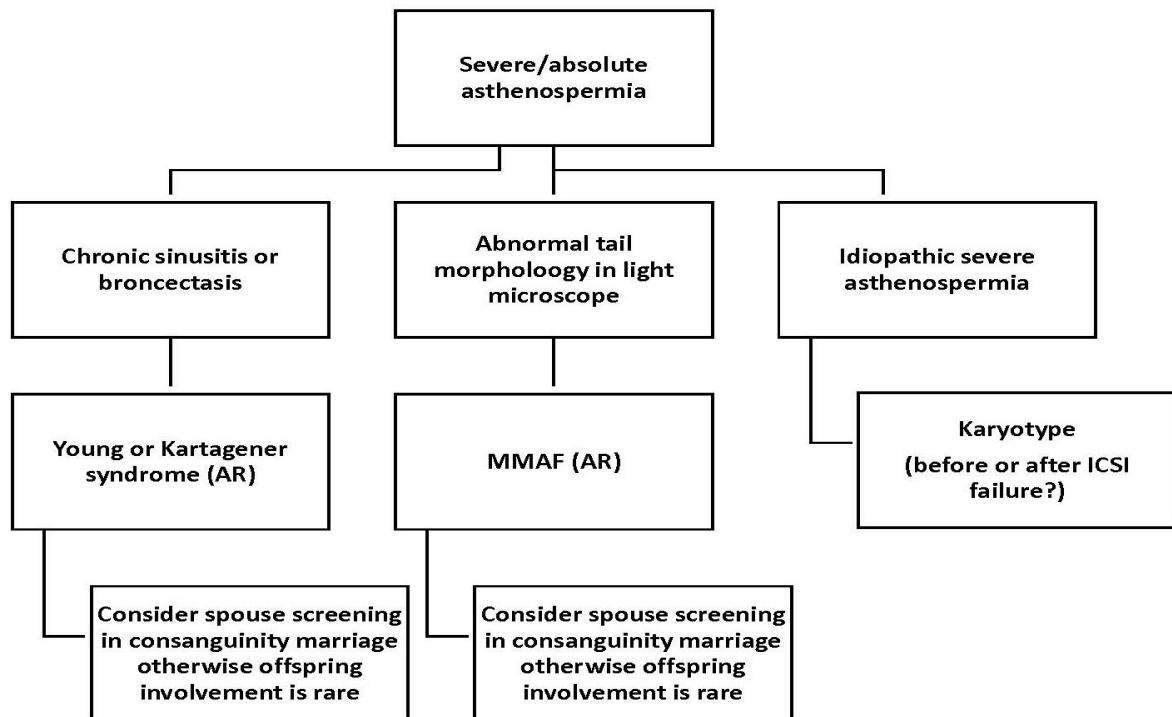 Severe/absolute
asthenospermia
Chronic sinusitis or
broncectasis
Abnormal tail
morpholoogy in light
microscope
Idiopathic severe
asthenospermia
Young or Kartagener
syndrome (AR)
MMAF (AR)
Karyotype
(before or after ICSI
failure?)
Consider spouse screening
in consanguinity marriage
otherwise offspring
involvement is rare
Consider spouse screening
in consanguinity marriage
otherwise offspring
involvement is rare